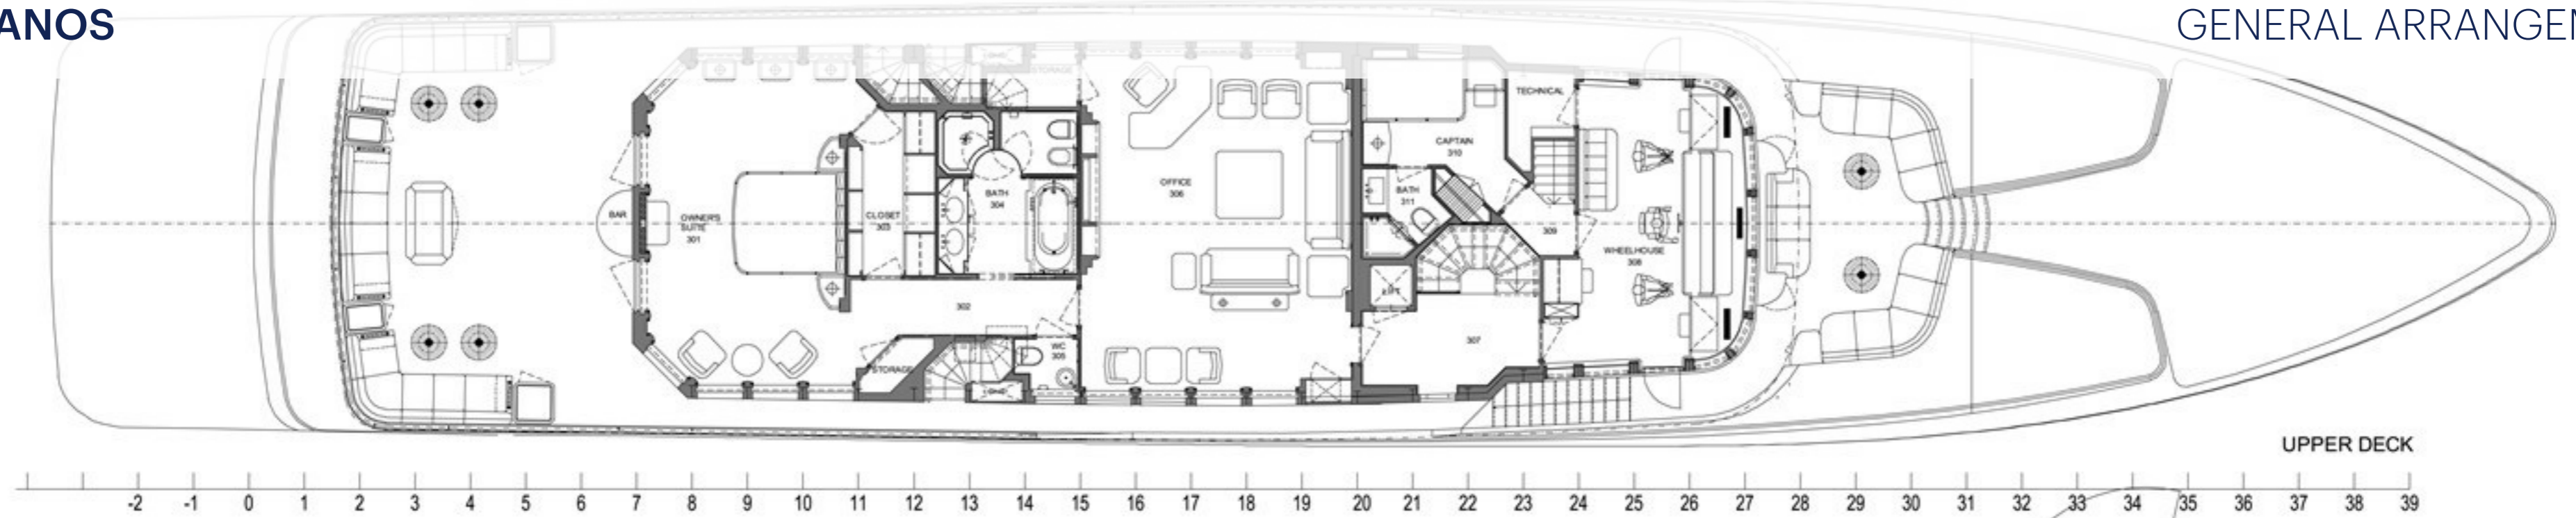 ANOS
GENERAL ARRANGEM
STORAGE
TECHNICAL
CAPTAIN
310
BATH
311
OFFICE
306
BATH
304
CLOSET
303
BAR
OWNER'S
SUITE
301
309
WHEELHOUSE
308
LIFT
302
307
WC
305
STORAGE
UPPER DECK
-2 -1 0 1 2 3 4 5 6 7 8 9 10 11 12 13 14 15 16 17 18 19 20 21 22 23 24 25 26 27 28 29 30 31 32 33 34 35 36 37 38 39